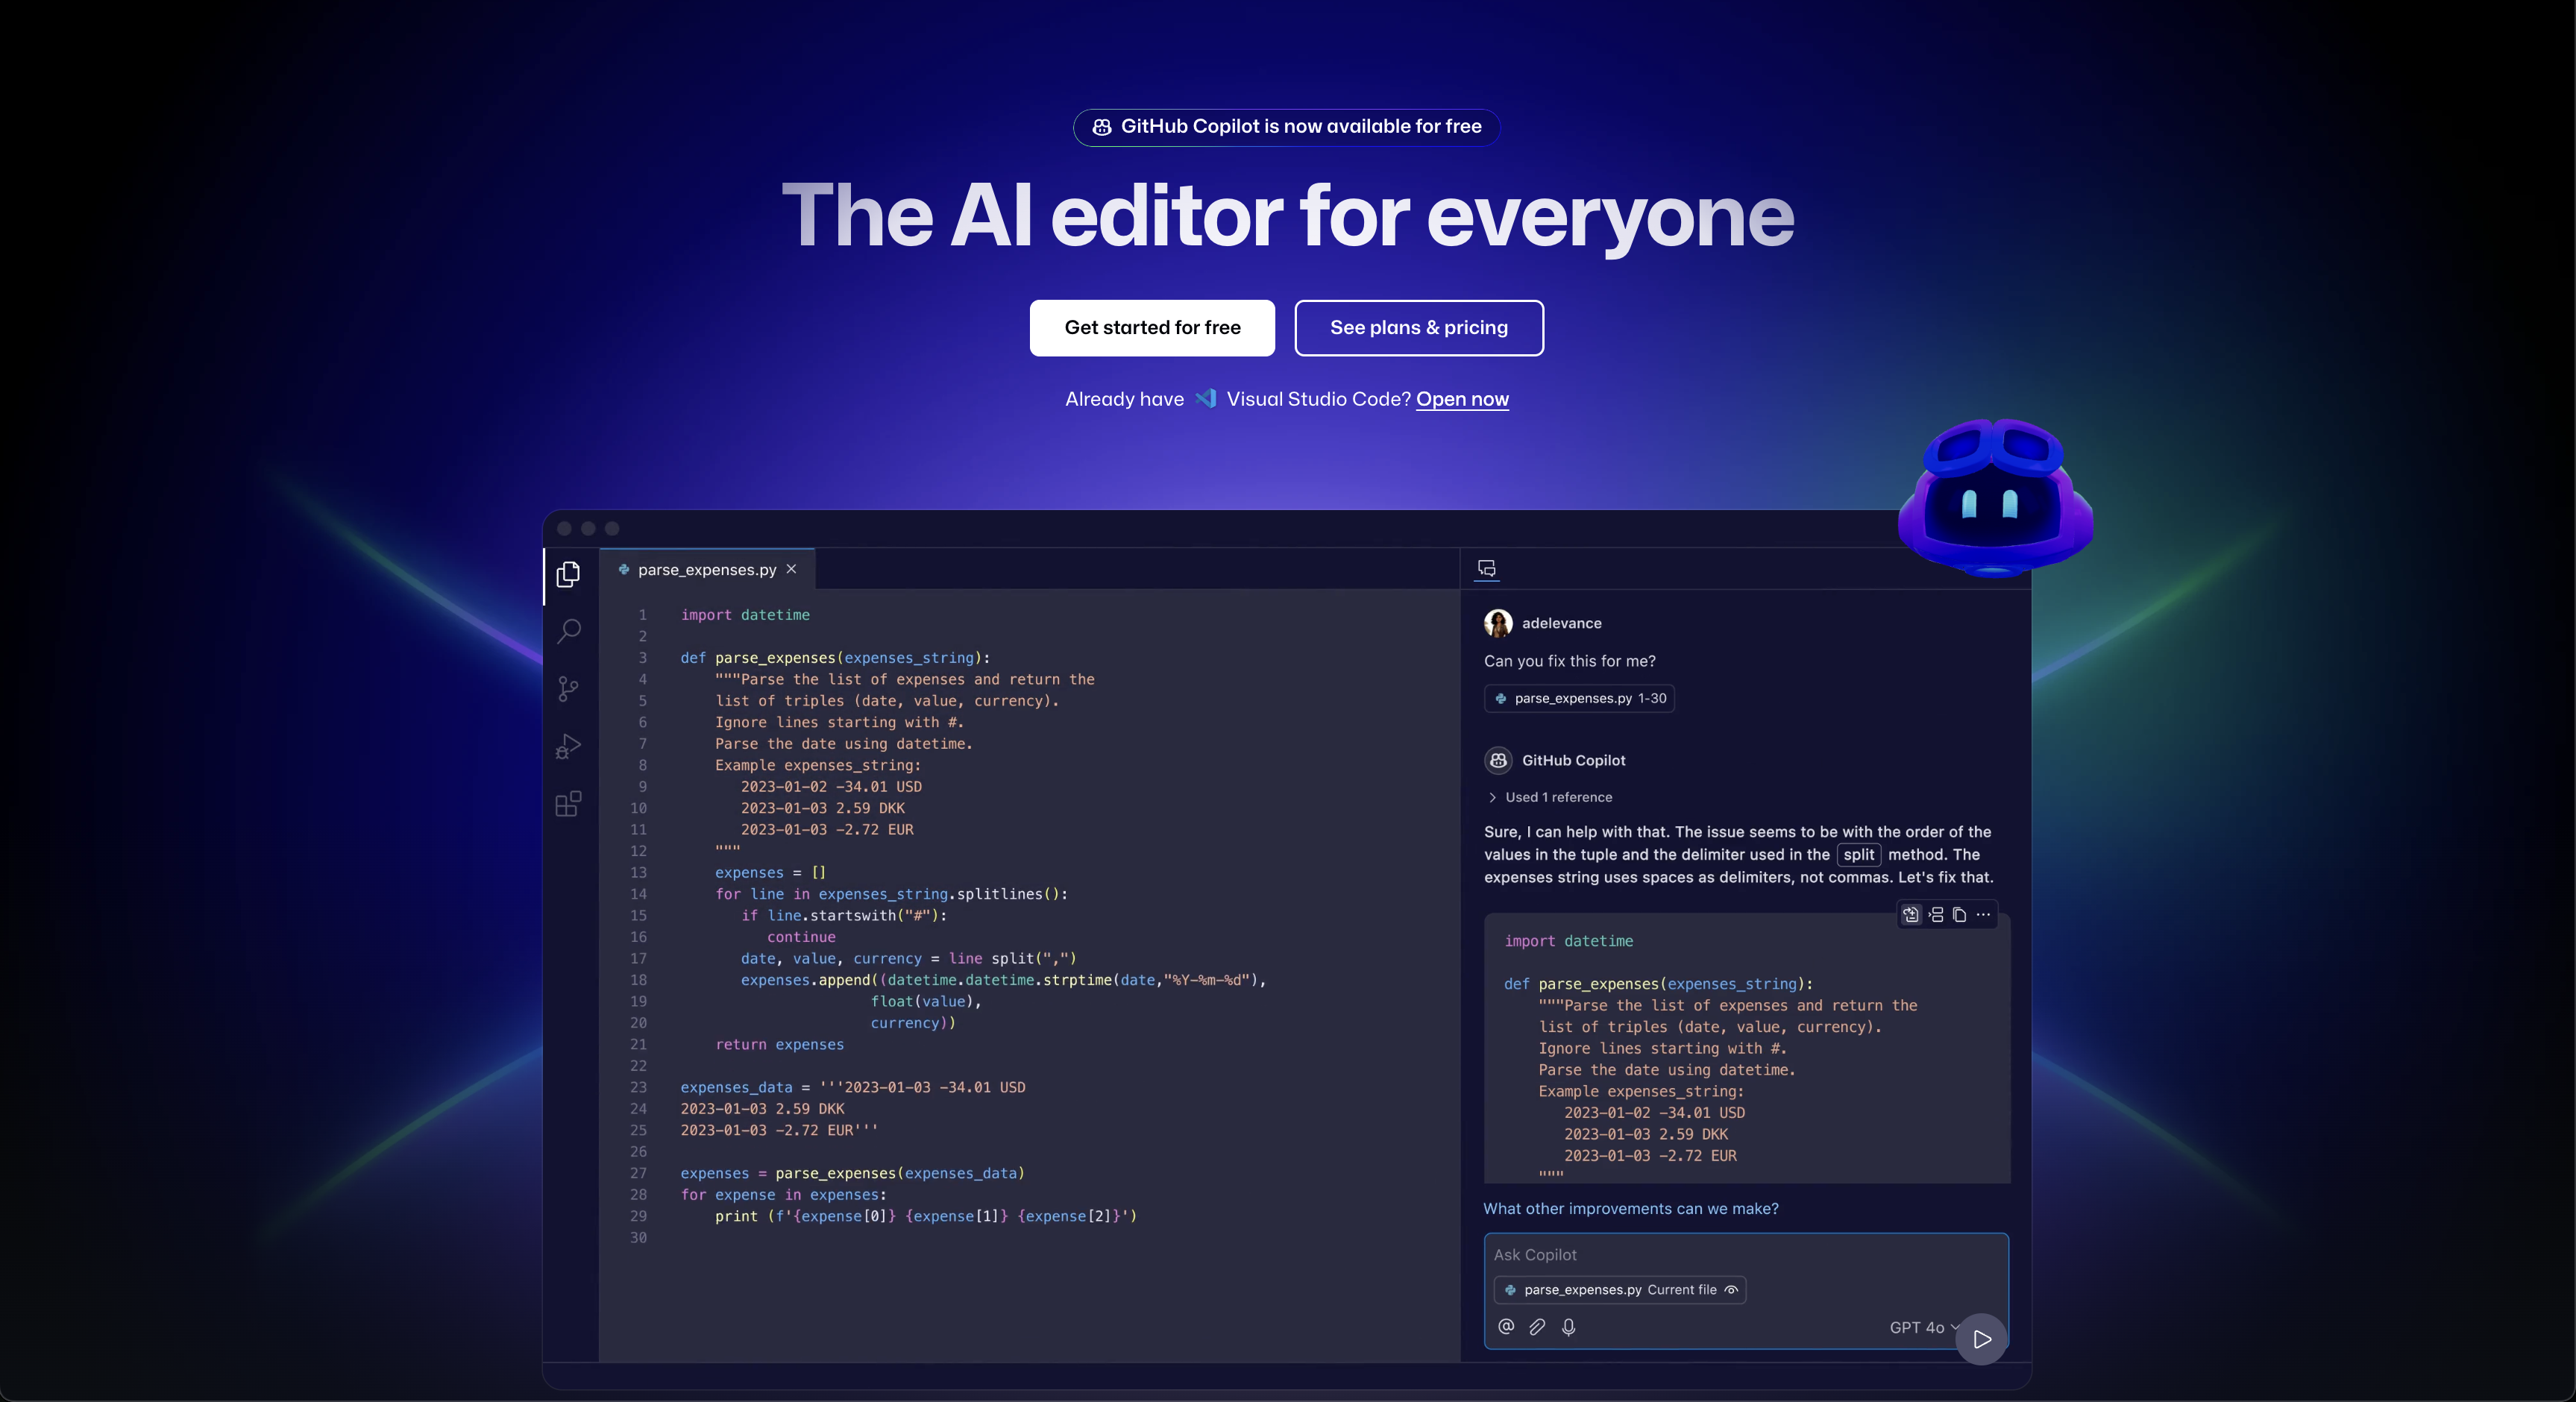 GitHub Copilot is now available for free
The AI editor for everyone
Get started for free
See plans & pricing
Already have Visual Studio Code? Open now
parse_expenses.py
1 import datetime
2
3 def parse_expenses(expenses_string):
4 """Parse the list of expenses and return the
5 list of triples (date, value, currency).
6 Ignore lines starting with #.
7 Parse the date using datetime.
8 Example expenses_string:
9 2023-01-02 -34.01 USD
10 2023-01-03 2.59 DKK
11 2023-01-03 -2.72 EUR
12 """
13 expenses = []
14 for line in expenses_string.splitlines():
15 if line.startswith("#"):
16 continue
17 date, value, currency = line split(",")
18 expenses.append((datetime.datetime.strptime(date,"%Y-%m-%d"),
19 float(value),
20 currency))
21 return expenses
22
23 expenses_data = '''2023-01-03 -34.01 USD
24 2023-01-03 2.59 DKK
25 2023-01-03 -2.72 EUR'''
26
27 expenses = parse_expenses(expenses_data)
28 for expense in expenses:
29 print (f'{expense[0]} {expense[1]} {expense[2]}')
30
adelevance
Can you fix this for me?
parse_expenses.py 1-30
GitHub Copilot
Used 1 reference
Sure, I can help with that. The issue seems to be with the order of the
values in the tuple and the delimiter used in the split method. The
expenses string uses spaces as delimiters, not commas. Let's fix that.
import datetime
def parse_expenses(expenses_string):
"""Parse the list of expenses and return the
list of triples (date, value, currency).
Ignore lines starting with #.
Parse the date using datetime.
Example expenses_string:
2023-01-02 -34.01 USD
2023-01-03 2.59 DKK
2023-01-03 -2.72 EUR
"""
What other improvements can we make?
Ask Copilot
parse_expenses.py Current file
GPT 4o